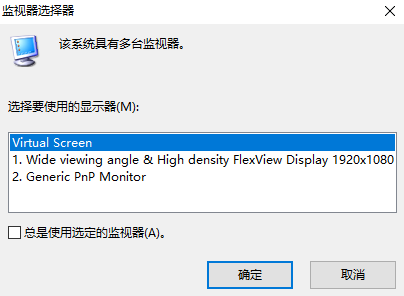 监视器选择器
该系统具有多台监视器。
选择要使用的显示器(M):
Virtual Screen
1. Wide viewing angle & High density FlexView Display 1920x1080
2. Generic PnP Monitor
总是使用选定的监视器(A)。
确定
取消